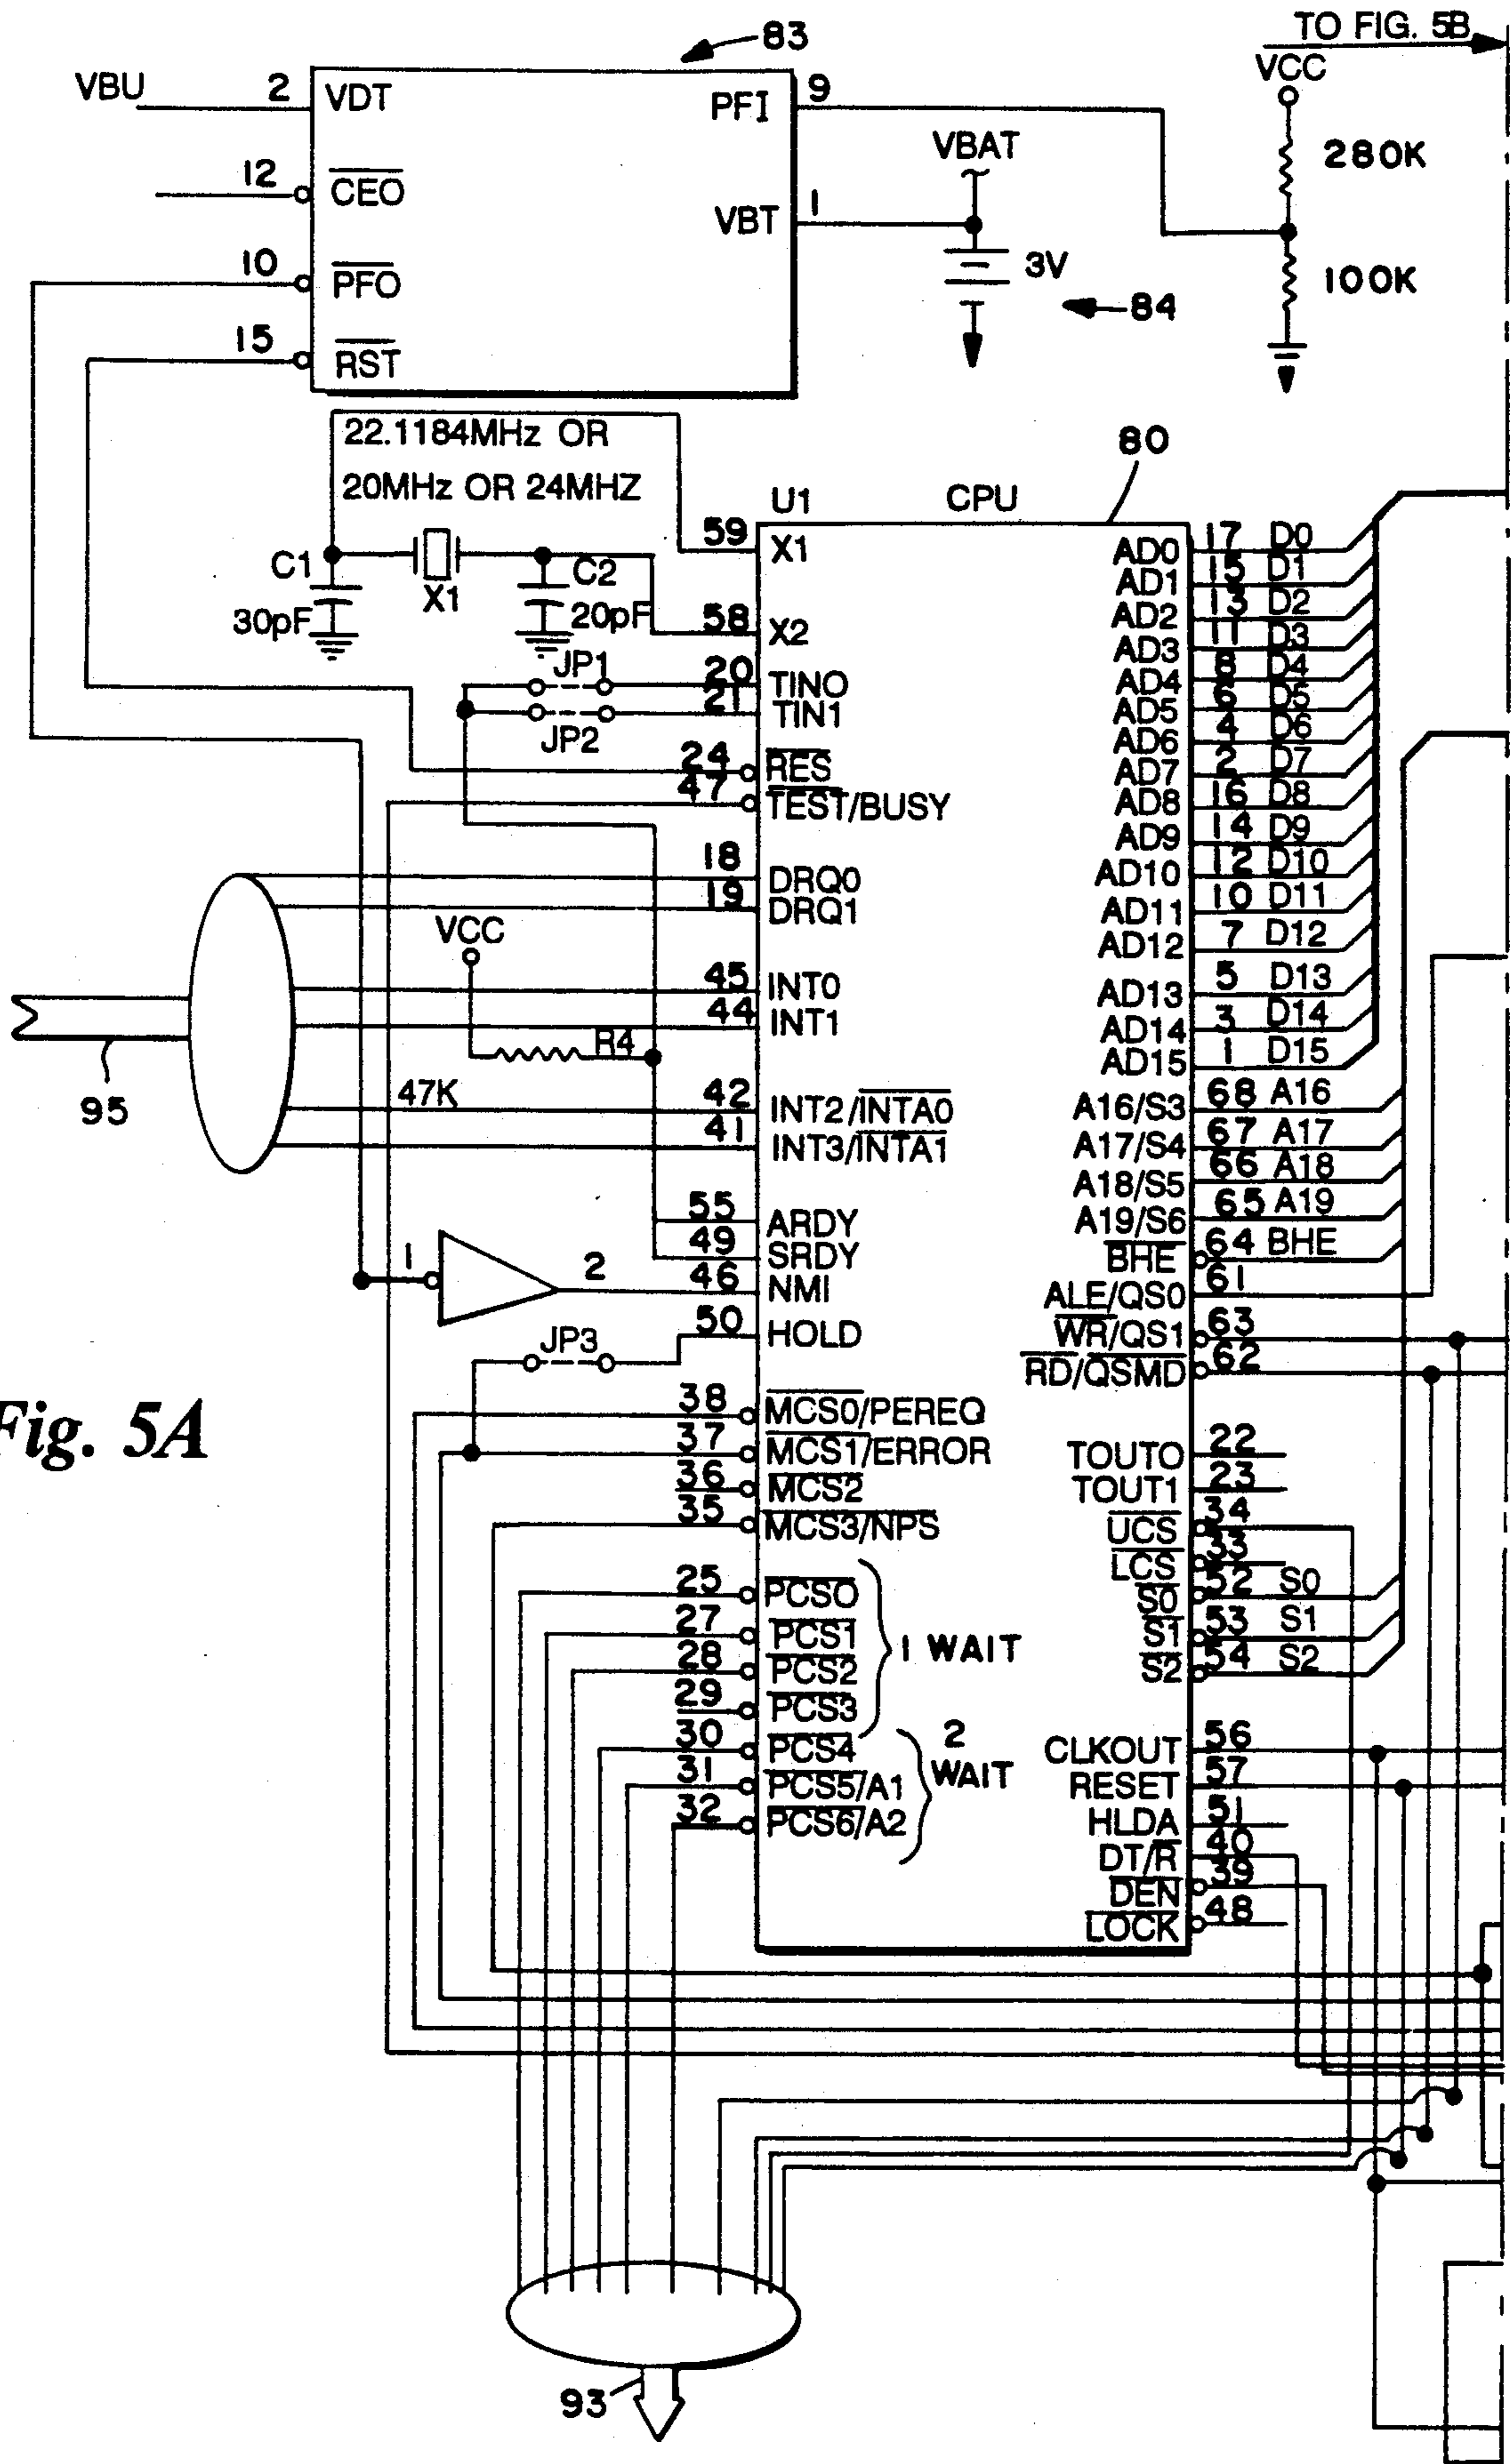 TO FIG. 5B
83
VBU 2 VDT PFI 9
12 CEO
10 PFO
15 RST
VBT 1
VBAT
3V
84
VCC
280K
100K
22.1184MHz OR
20MHz OR 24MHZ
C1
30pF
X1
C2
20pF
U1 CPU 80
59 X1
58 X2
JP1 20 TIN0
JP2 21 TIN1
24 RES
47 TEST/BUSY
18 DRQ0
19 DRQ1
VCC
45 INT0
44 INT1
R4
47K
42 INT2/INTA0
41 INT3/INTA1
95
55 ARDY
49 SRDY
1 2 46 NMI
50 HOLD
JP3
38 MCS0/PEREQ
37 MCS1/ERROR
36 MCS2
35 MCS3/NPS
25 PCS0
27 PCS1
28 PCS2
29 PCS3
1 WAIT
30 PCS4
31 PCS5/A1
32 PCS6/A2
2
WAIT
AD0 17 D0
AD1 15 D1
AD2 13 D2
AD3 11 D3
AD4 8 D4
AD5 6 D5
AD6 4 D6
AD7 2 D7
AD8 16 D8
AD9 14 D9
AD10 12 D10
AD11 10 D11
AD12 7 D12
AD13 5 D13
AD14 3 D14
AD15 1 D15
A16/S3 68 A16
A17/S4 67 A17
A18/S5 66 A18
A19/S6 65 A19
BHE 64 BHE
ALE/QS0 61
WR/QS1 63
RD/QSMD 62
TOUT0 22
TOUT1 23
UCS 34
LCS 33
S0 52 S0
S1 53 S1
S2 54 S2
CLKOUT 56
RESET 57
HLDA 51
DT/R 40
DEN 39
LOCK 48
Fig. 5A
93